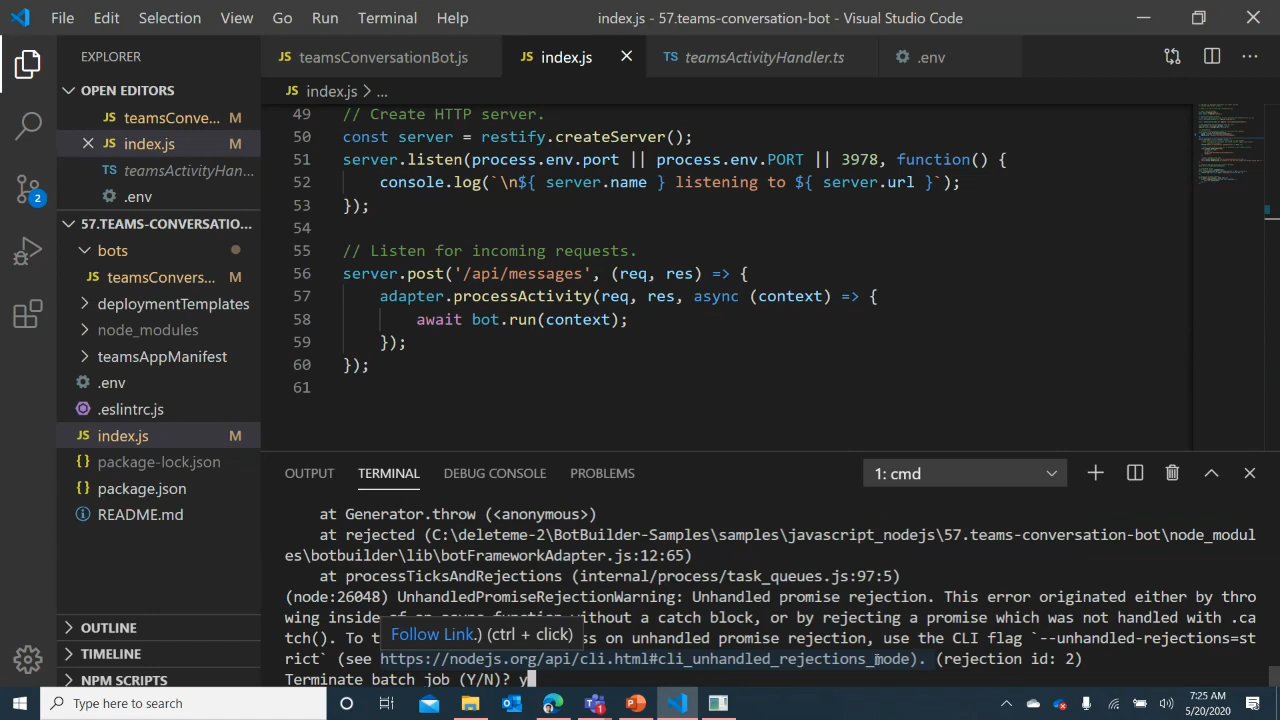 File Edit Selection View Go Run Terminal Help index.js - 57.teams-conversation-bot - Visual Studio Code
EXPLORER
JS teamsConversationBot.js
JS index.js
TS teamsActivityHandler.ts
.env
OPEN EDITORS
JS teamsConve... M
JS index.js M
TS teamsActivityHan...
.env
57.TEAMS-CONVERSATIO...
bots
JS teamsConvers... M
deploymentTemplates
node_modules
teamsAppManifest
.env
.eslintrc.js
JS index.js M
{} package-lock.json
{} package.json
README.md
OUTLINE
TIMELINE
NPM SCRIPTS
2
JS index.js > ...
49 // Create HTTP server.
50 const server = restify.createServer();
51 server.listen(process.env.port || process.env.PORT || 3978, function() {
52 console.log(`\n${ server.name } listening to ${ server.url }`);
53 });
54
55 // Listen for incoming requests.
56 server.post('/api/messages', (req, res) => {
57 adapter.processActivity(req, res, async (context) => {
58 await bot.run(context);
59 });
60 });
61
OUTPUT TERMINAL DEBUG CONSOLE PROBLEMS 1: cmd
at Generator.throw (<anonymous>)
at rejected (C:\deleteme-2\BotBuilder-Samples\samples\javascript_nodejs\57.teams-conversation-bot\node_modul
es\botbuilder\lib\botFrameworkAdapter.js:12:65)
at processTicksAndRejections (internal/process/task_queues.js:97:5)
(node:26048) UnhandledPromiseRejectionWarning: Unhandled promise rejection. This error originated either by thro
wing inside of an async function without a catch block, or by rejecting a promise which was not handled with .ca
Follow Link.) (ctrl + click)
tch(). To t ss on unhandled promise rejection, use the CLI flag `--unhandled-rejections=st
rict` (see https://nodejs.org/api/cli.html#cli_unhandled_rejections_mode). (rejection id: 2)
Terminate batch job (Y/N)? y
Type here to search
7:25 AM
5/20/2020